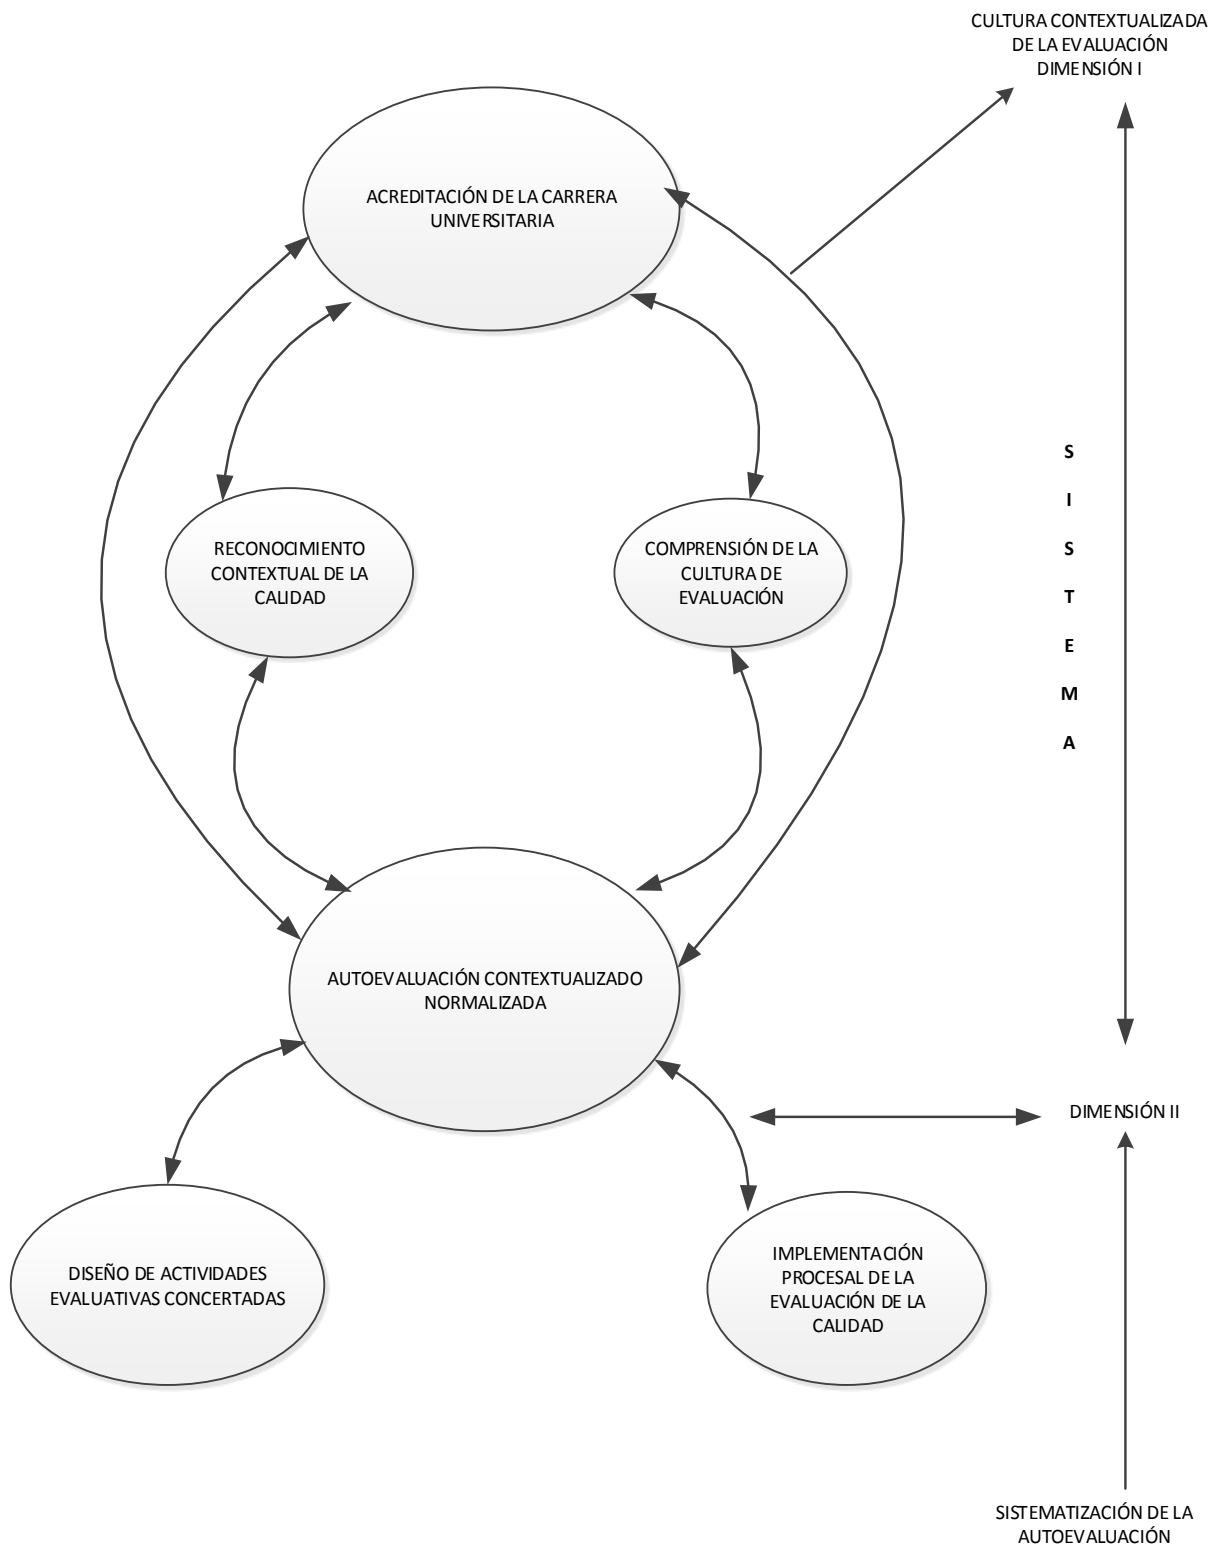 CULTURA CONTEXTUALIZADA
DE LA EVALUACIÓN
DIMENSIÓN I
ACREDITACIÓN DE LA CARRERA
UNIVERSITARIA
RECONOCIMIENTO
CONTEXTUAL DE LA
CALIDAD
COMPRENSIÓN DE LA
CULTURA DE
EVALUACIÓN
S
I
S
T
E
M
A
AUTOEVALUACIÓN CONTEXTUALIZADO
NORMALIZADA
DIMENSIÓN II
DISEÑO DE ACTIVIDADES
EVALUATIVAS CONCERTADAS
IMPLEMENTACIÓN
PROCESAL DE LA
EVALUACIÓN DE LA
CALIDAD
SISTEMATIZACIÓN DE LA
AUTOEVALUACIÓN